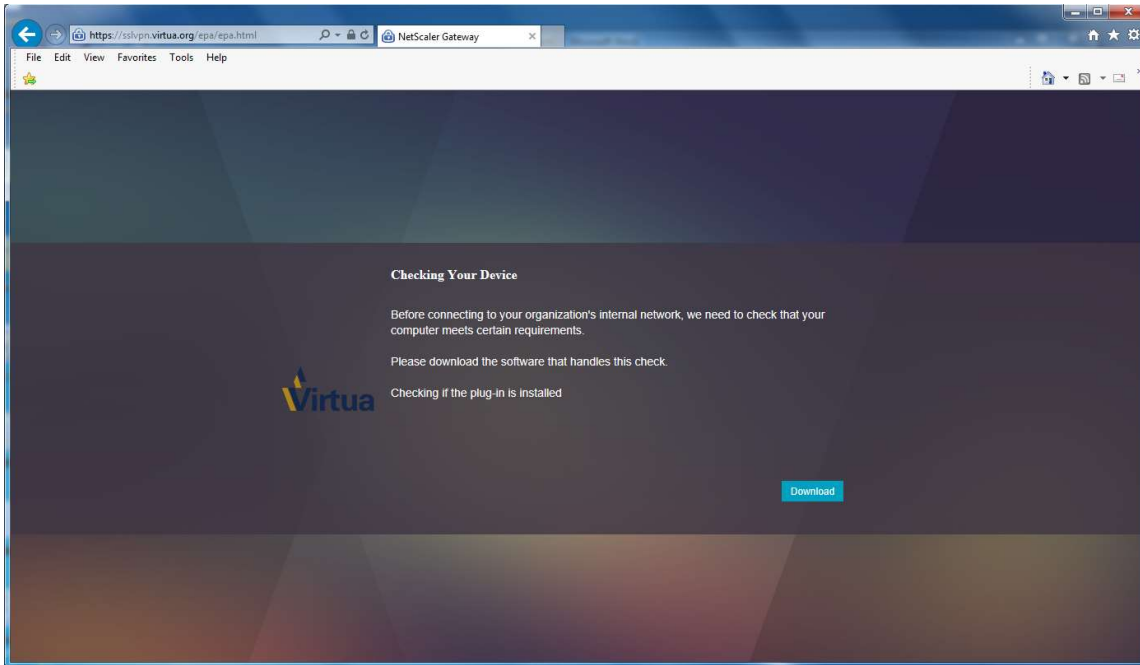 https://sslvpn.virtua.org/epa/epa.html
NetScaler Gateway
File Edit View Favorites Tools Help
Checking Your Device
Before connecting to your organization's internal network, we need to check that your
computer meets certain requirements.
Please download the software that handles this check.
Checking if the plug-in is installed
Virtua
Download